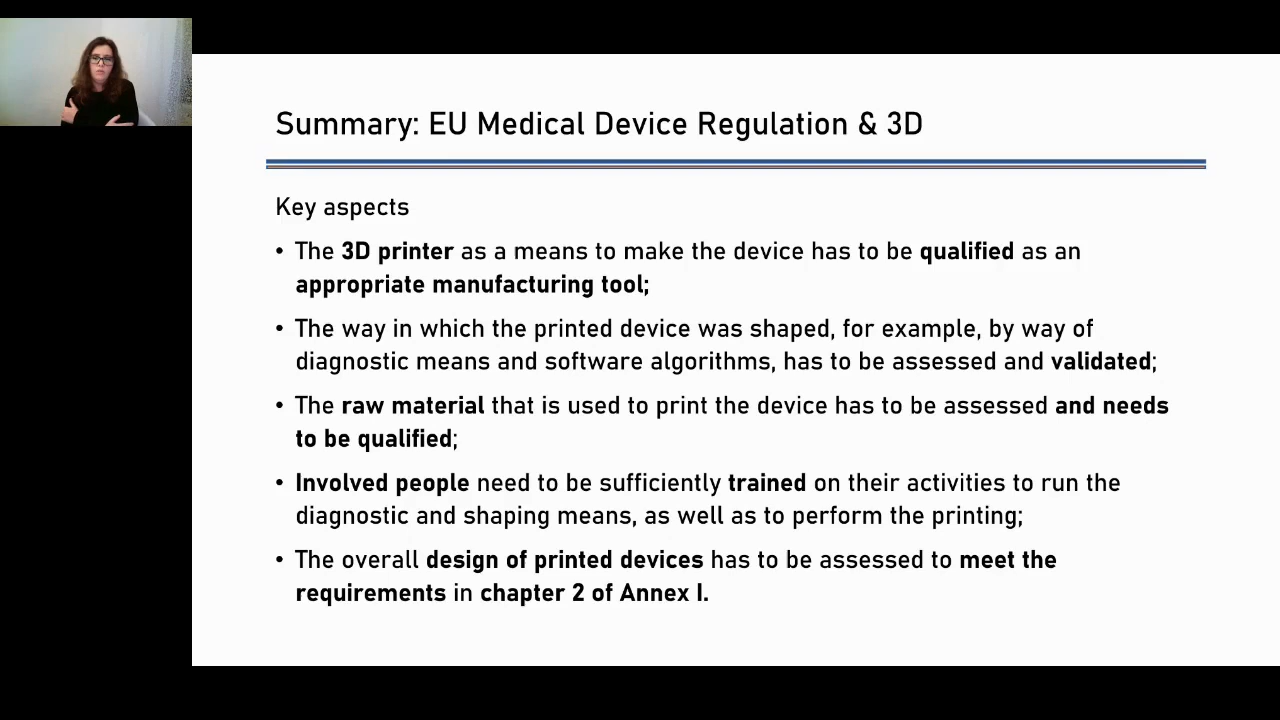 Summary: EU Medical Device Regulation & 3D
Key aspects
• The 3D printer as a means to make the device has to be qualified as an
appropriate manufacturing tool;
• The way in which the printed device was shaped, for example, by way of
diagnostic means and software algorithms, has to be assessed and validated;
• The raw material that is used to print the device has to be assessed and needs
to be qualified;
• Involved people need to be sufficiently trained on their activities to run the
diagnostic and shaping means, as well as to perform the printing;
• The overall design of printed devices has to be assessed to meet the
requirements in chapter 2 of Annex I.